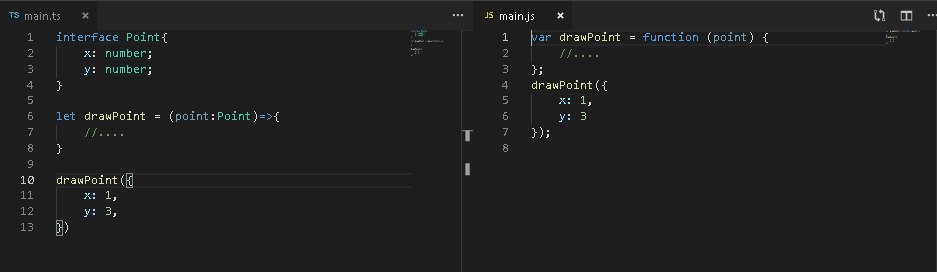 TS main.ts ×
1 interface Point{
2     x: number;
3     y: number;
4 }
5
6 let drawPoint = (point:Point)=>{
7     //....
8 }
9
10 drawPoint({
11     x: 1,
12     y: 3,
13 })
JS main.js ×
1 var drawPoint = function (point) {
2     //....
3 };
4 drawPoint({
5     x: 1,
6     y: 3
7 });
8